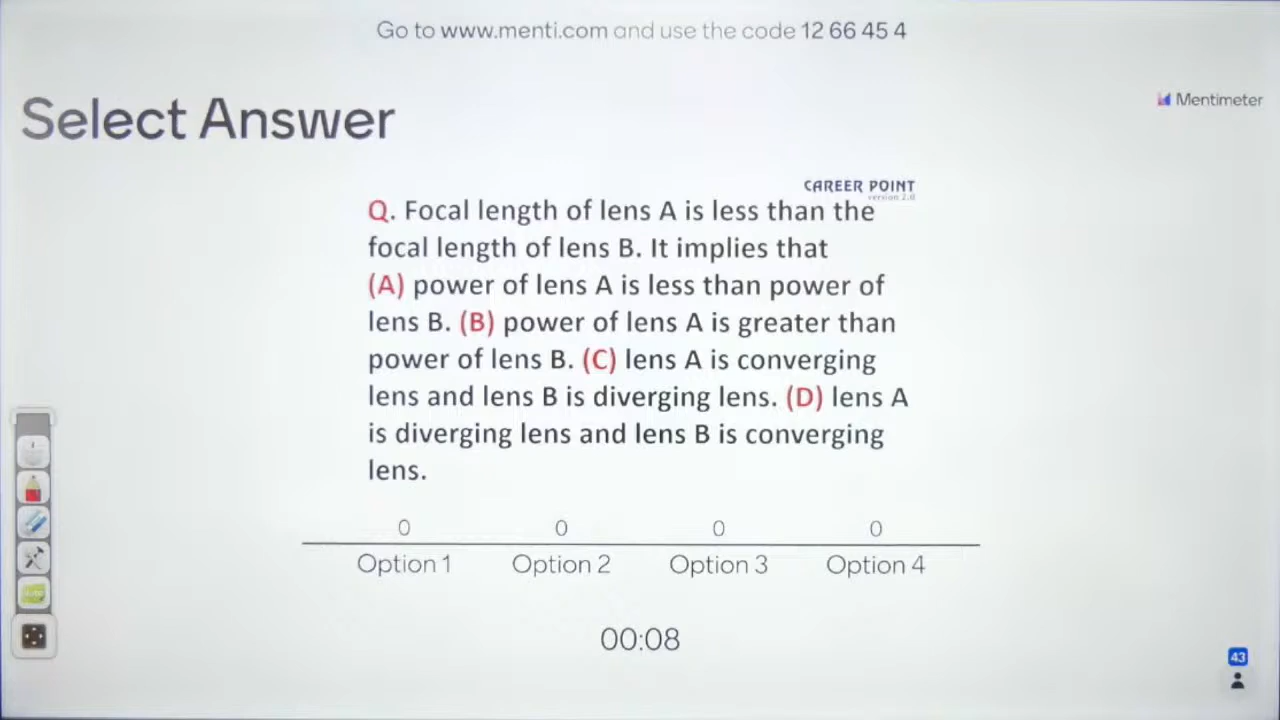 Go to www.menti.com and use the code 12 66 45 4
Mentimeter
Select Answer
CAREER POINT
version 2.0
Q. Focal length of lens A is less than the
focal length of lens B. It implies that
(A) power of lens A is less than power of
lens B. (B) power of lens A is greater than
power of lens B. (C) lens A is converging
lens and lens B is diverging lens. (D) lens A
is diverging lens and lens B is converging
lens.
0 0 0 0
Option 1 Option 2 Option 3 Option 4
00:08
43